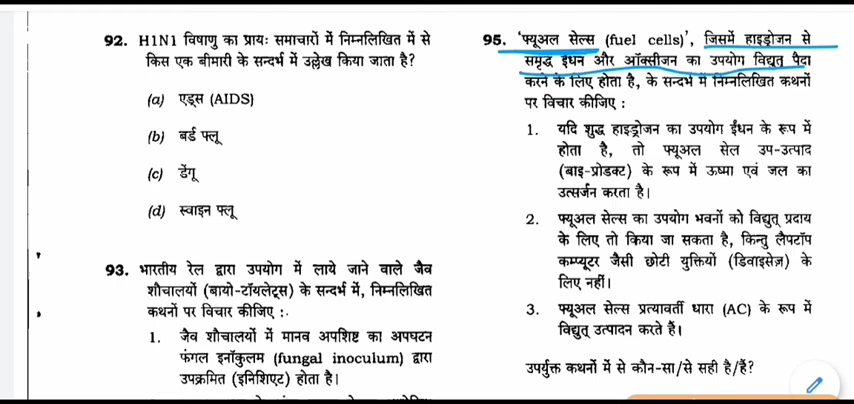 92. H1N1 विषाणु का प्रायः समाचारों में निम्नलिखित में से
किस एक बीमारी के सन्दर्भ में उल्लेख किया जाता है?
(a) एड्स (AIDS)
(b) बर्ड फ्लू
(c) डेंगू
(d) स्वाइन फ्लू
93. भारतीय रेल द्वारा उपयोग में लाये जाने वाले जैव
शौचालयों (बायो-टॉयलेट्स) के सन्दर्भ में, निम्नलिखित
कथनों पर विचार कीजिए :
1. जैव शौचालयों में मानव अपशिष्ट का अपघटन
फंगल इनॉकुलम (fungal inoculum) द्वारा
उपक्रमित (इनिशिएट) होता है।
95. ‘फ्यूअल सेल्स (fuel cells)’, जिसमें हाइड्रोजन से
समृद्ध ईंधन और ऑक्सीजन का उपयोग विद्युत् पैदा
करने के लिए होता है, के सन्दर्भ में निम्नलिखित कथनों
पर विचार कीजिए :
1. यदि शुद्ध हाइड्रोजन का उपयोग ईंधन के रूप में
होता है, तो फ्यूअल सेल उप-उत्पाद
(बाइ-प्रोडक्ट) के रूप में ऊष्मा एवं जल का
उत्सर्जन करता है।
2. फ्यूअल सेल्स का उपयोग भवनों को विद्युत् प्रदाय
के लिए तो किया जा सकता है, किन्तु लैपटॉप
कम्प्यूटर जैसी छोटी युक्तियों (डिवाइसेज़) के
लिए नहीं।
3. फ्यूअल सेल्स प्रत्यावर्ती धारा (AC) के रूप में
विद्युत् उत्पादन करते हैं।
उपर्युक्त कथनों में से कौन-सा/से सही है/हैं?